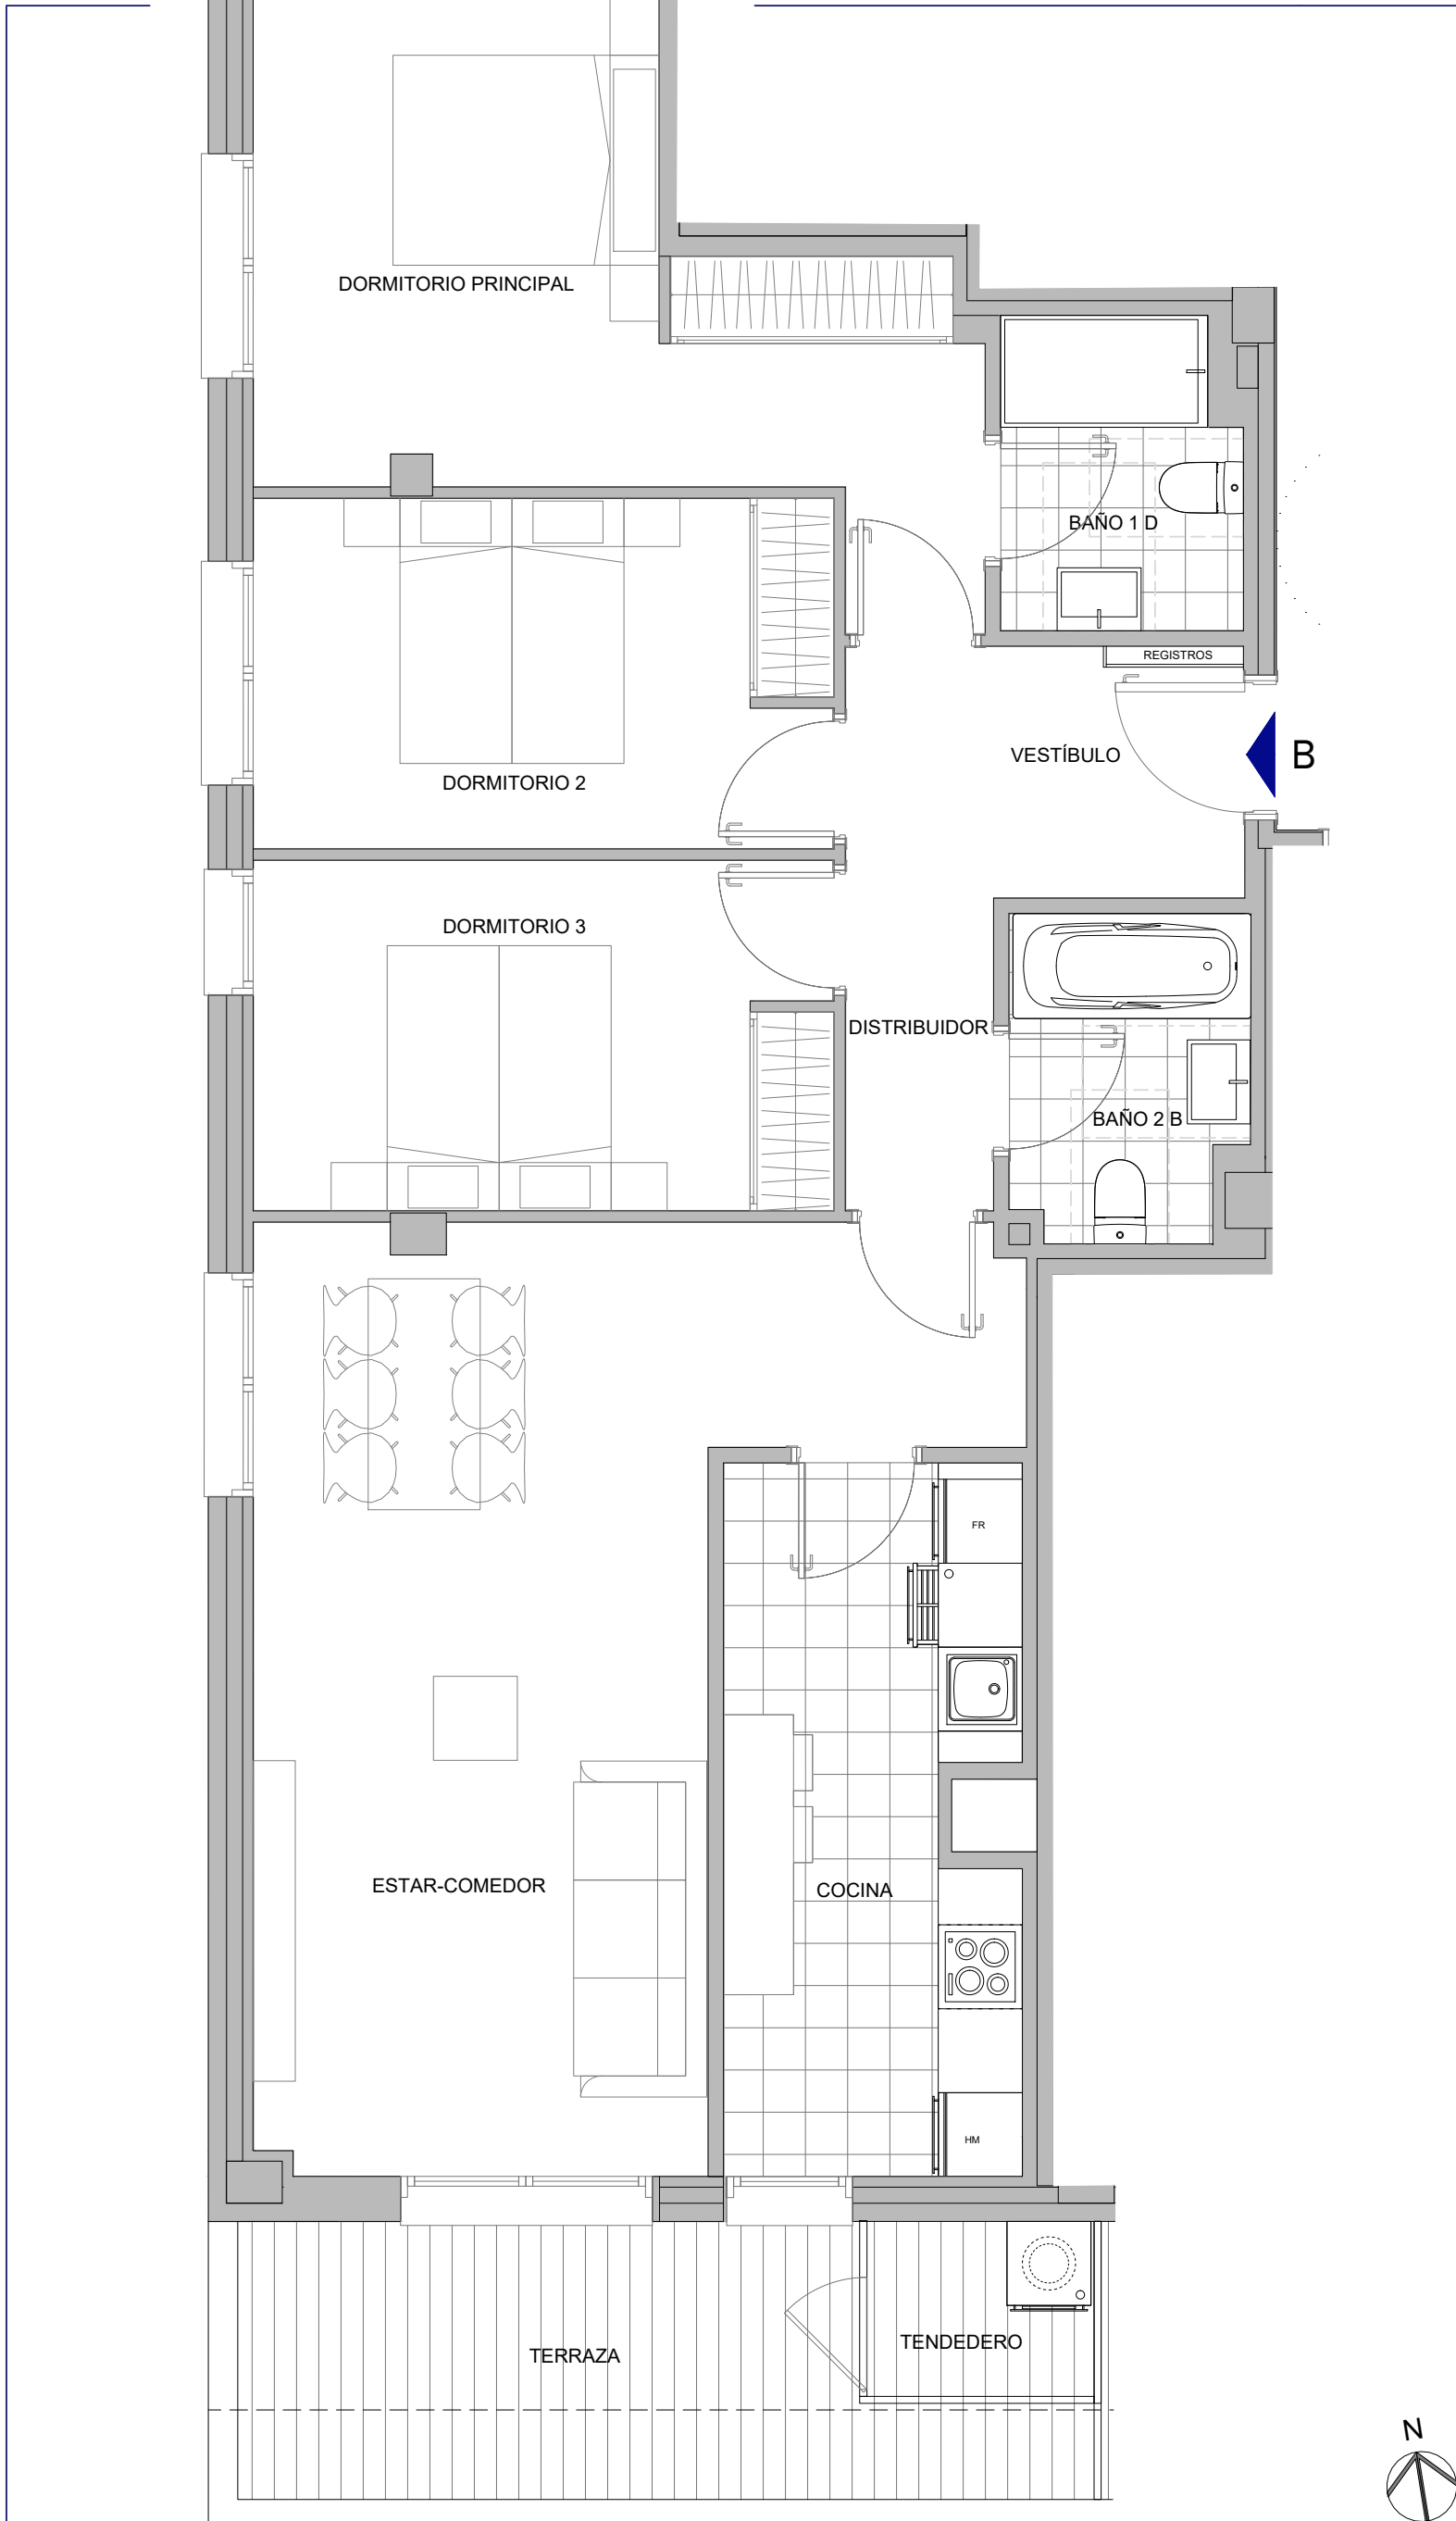 DORMITORIO PRINCIPAL
BAÑO 1 D
REGISTROS
VESTÍBULO
B
DORMITORIO 2
DORMITORIO 3
DISTRIBUIDOR
BAÑO 2 B
FR
ESTAR-COMEDOR
COCINA
HM
TENDEDERO
TERRAZA
N